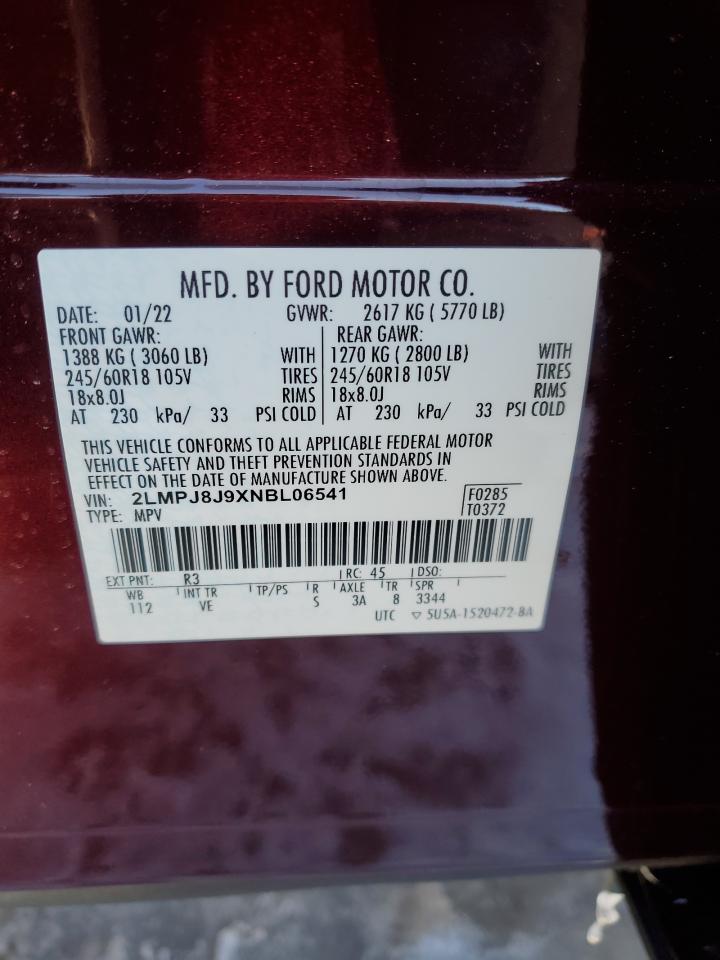 MFD. BY FORD MOTOR CO.
DATE: 01/22 GVWR: 2617 KG ( 5770 LB)
FRONT GAWR: REAR GAWR:
1388 KG ( 3060 LB) WITH 1270 KG ( 2800 LB) WITH
245/60R18 105V TIRES 245/60R18 105V TIRES
18x8.0J RIMS 18x8.0J RIMS
AT 230 kPa/ 33 PSI COLD AT 230 kPa/ 33 PSI COLD
THIS VEHICLE CONFORMS TO ALL APPLICABLE FEDERAL MOTOR
VEHICLE SAFETY AND THEFT PREVENTION STANDARDS IN
EFFECT ON THE DATE OF MANUFACTURE SHOWN ABOVE.
VIN: 2LMPJ8J9XNBL06541 F0285
TYPE: MPV T0372
EXT PNT: R3 RC: 45 DSO:
WB INT TR TP/PS R AXLE TR SPR
112 VE S 3A 8 3344
UTC ▽ 5U5A-1520472-BA